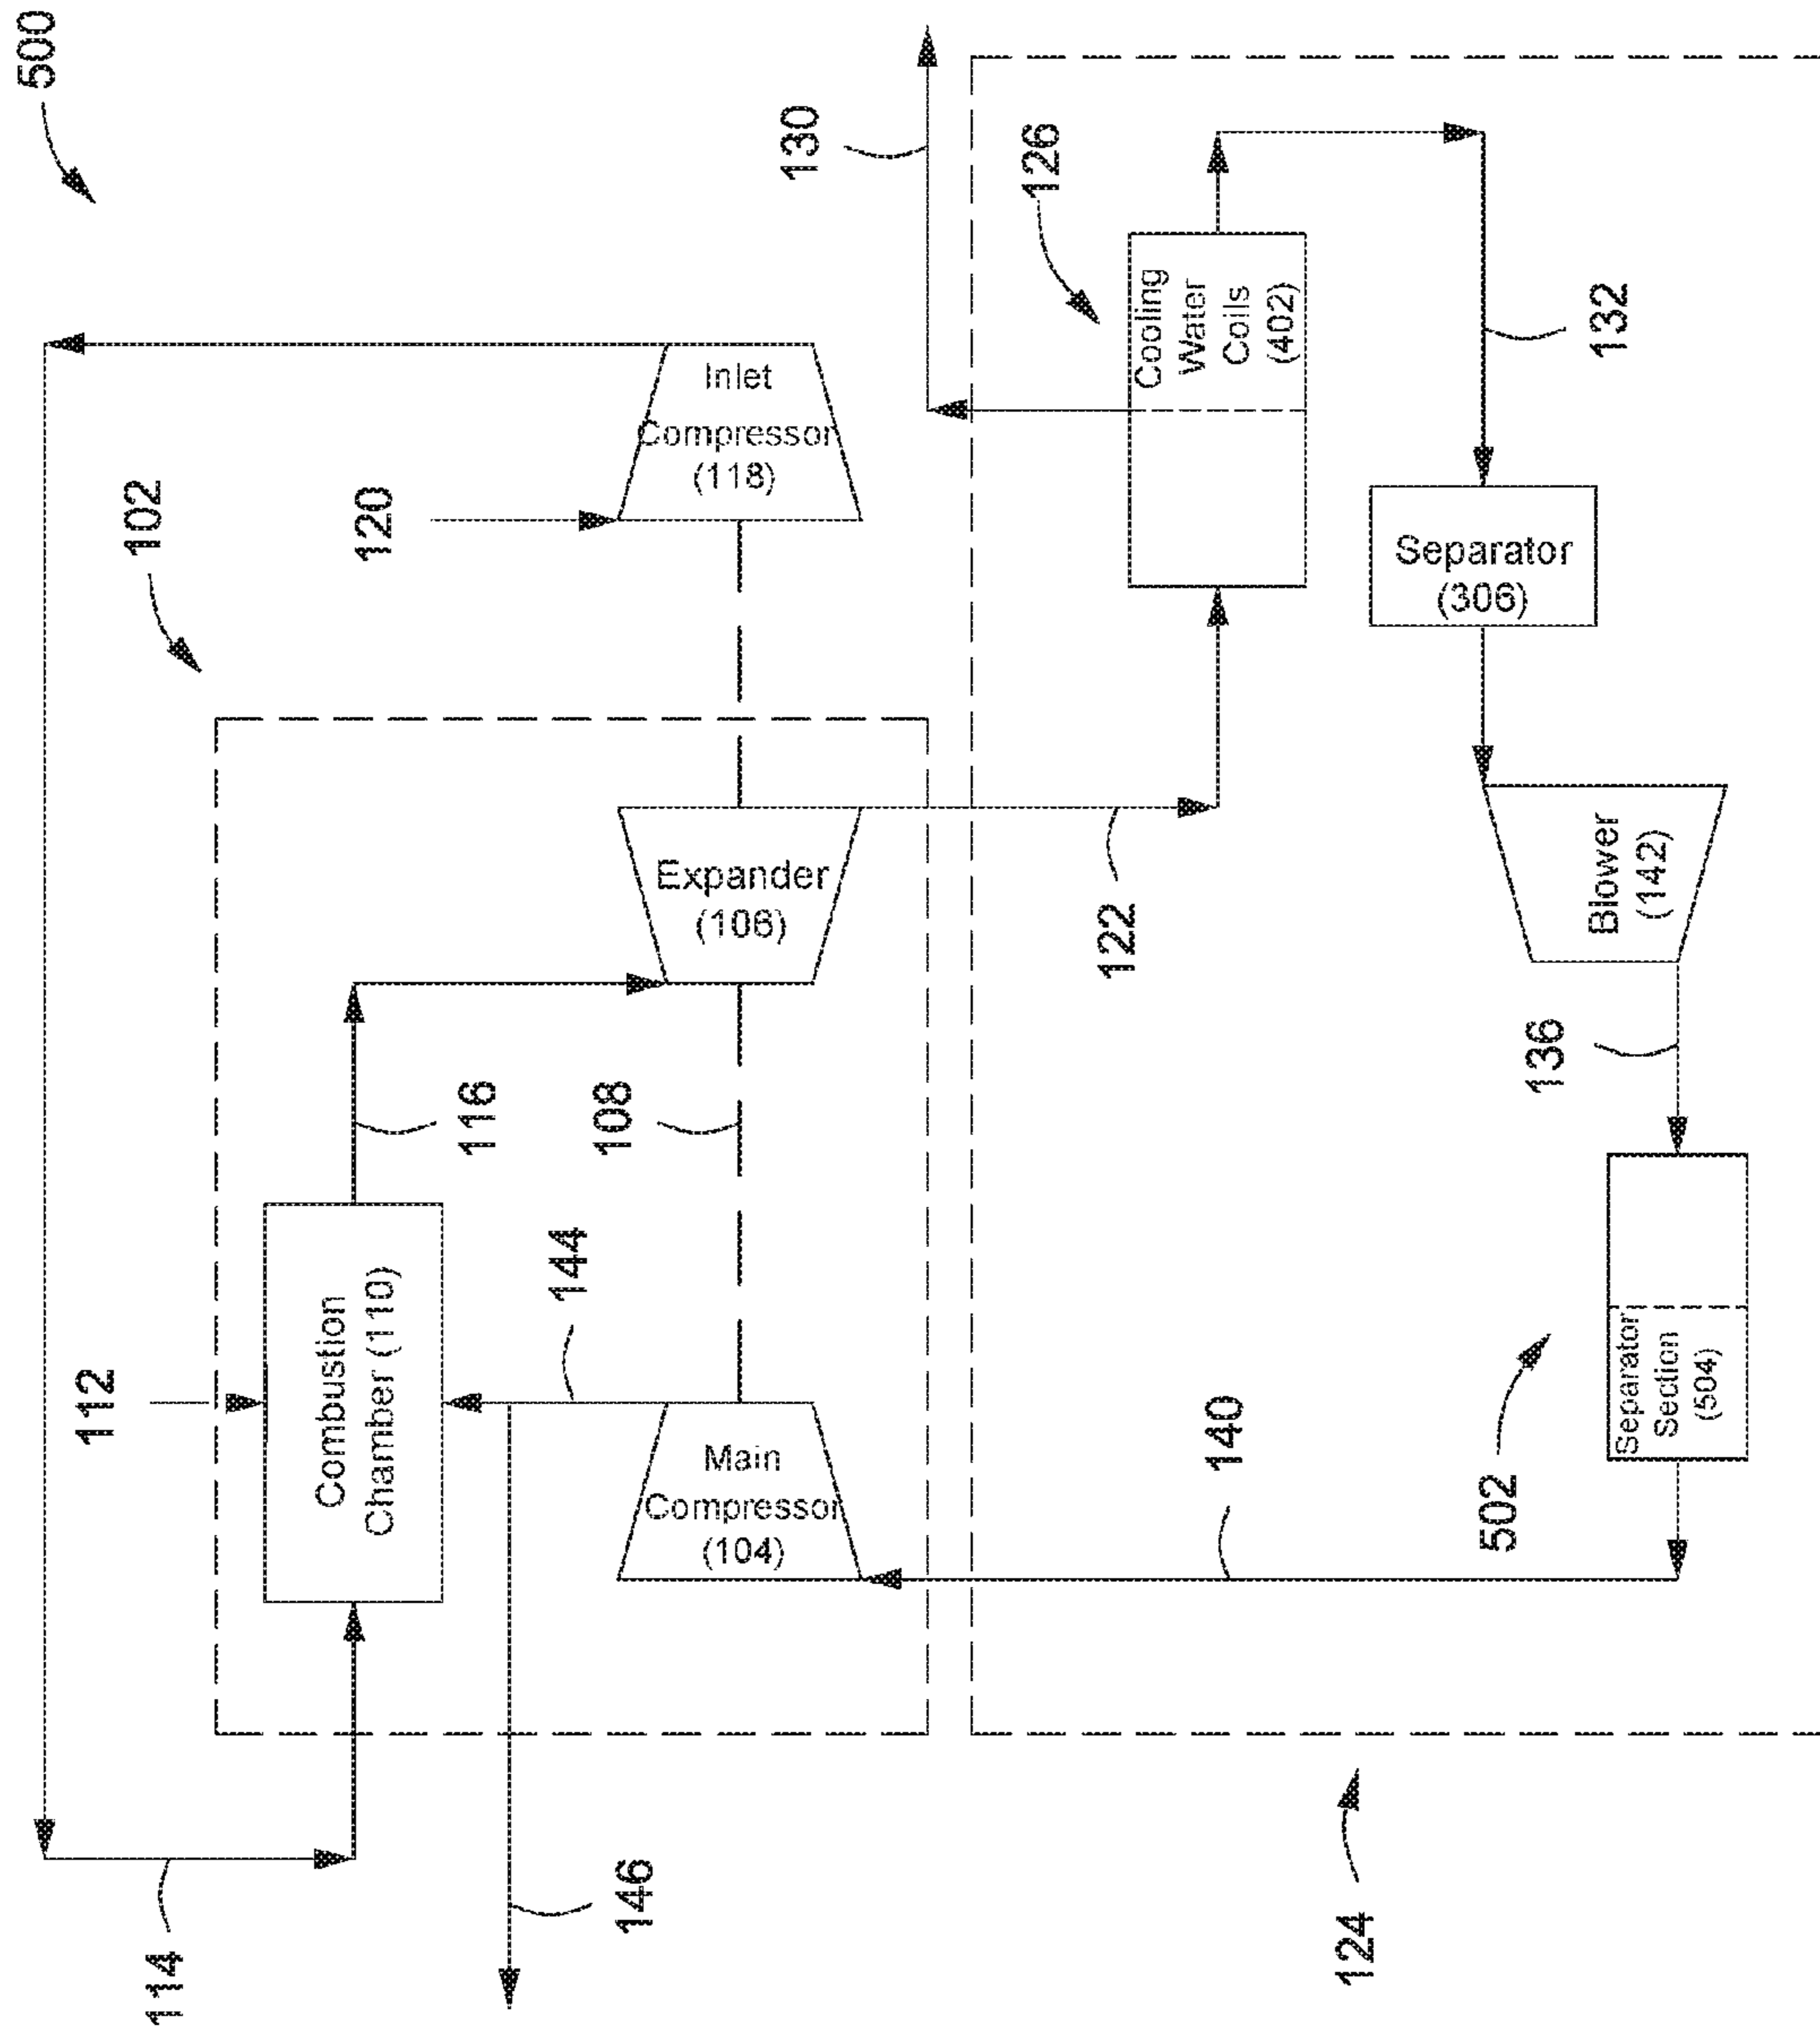 500
102
120
Inlet
Compressor
(118)
130
126
Cooling
Water
Coils
(402)
132
Separator
(306)
112
Combustion
Chamber (110)
116
108
Expander
(106)
122
Blower
(142)
136
144
Main
Compressor
(104)
140
502
Separator
Section
(504)
114
146
124